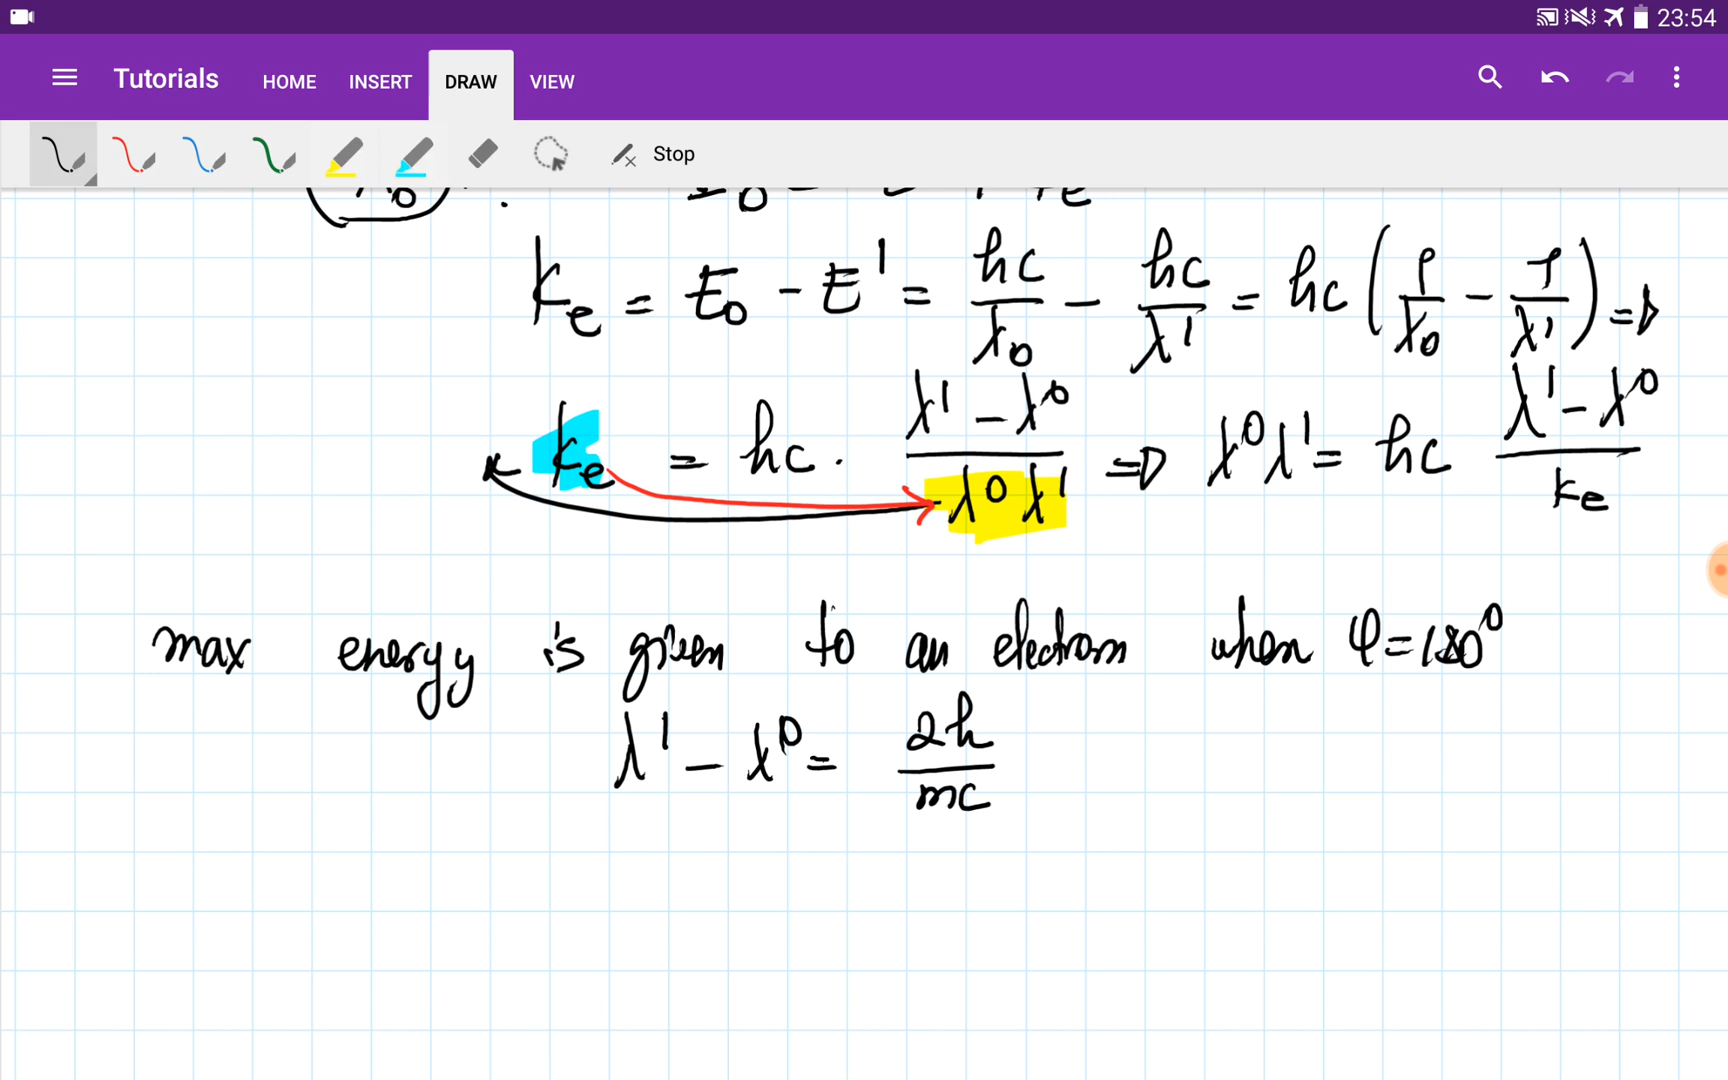 23:54
Tutorials HOME INSERT DRAW VIEW
Stop
kₑ = E₀ - E' = hc/λ₀ - hc/λ' = hc(1/λ₀ - 1/λ') ⇒
kₑ = hc · λ' - λ⁰/λ⁰λ' ⇒ λ⁰λ' = hc λ' - λ⁰/kₑ
max energy is given to an electron when φ=180⁰
λ' - λ⁰ = 2h/mc